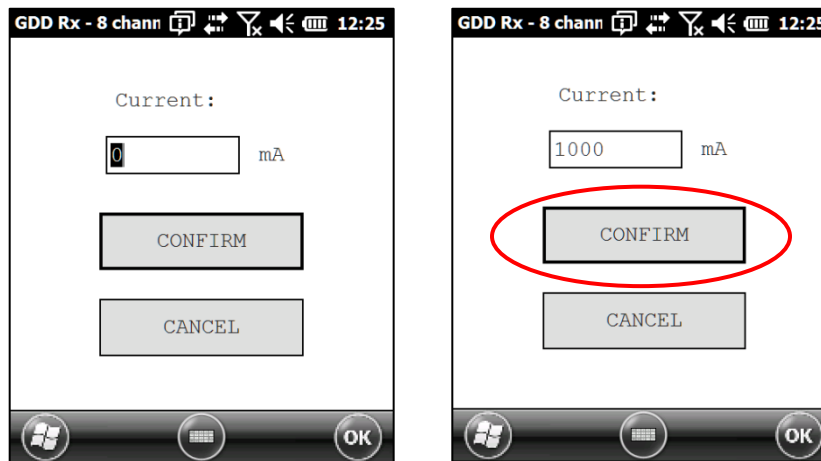 GDD Rx - 8 chann 12:25
Current:
0 mA
CONFIRM
CANCEL
OK
GDD Rx - 8 chann 12:25
Current:
1000 mA
CONFIRM
CANCEL
OK